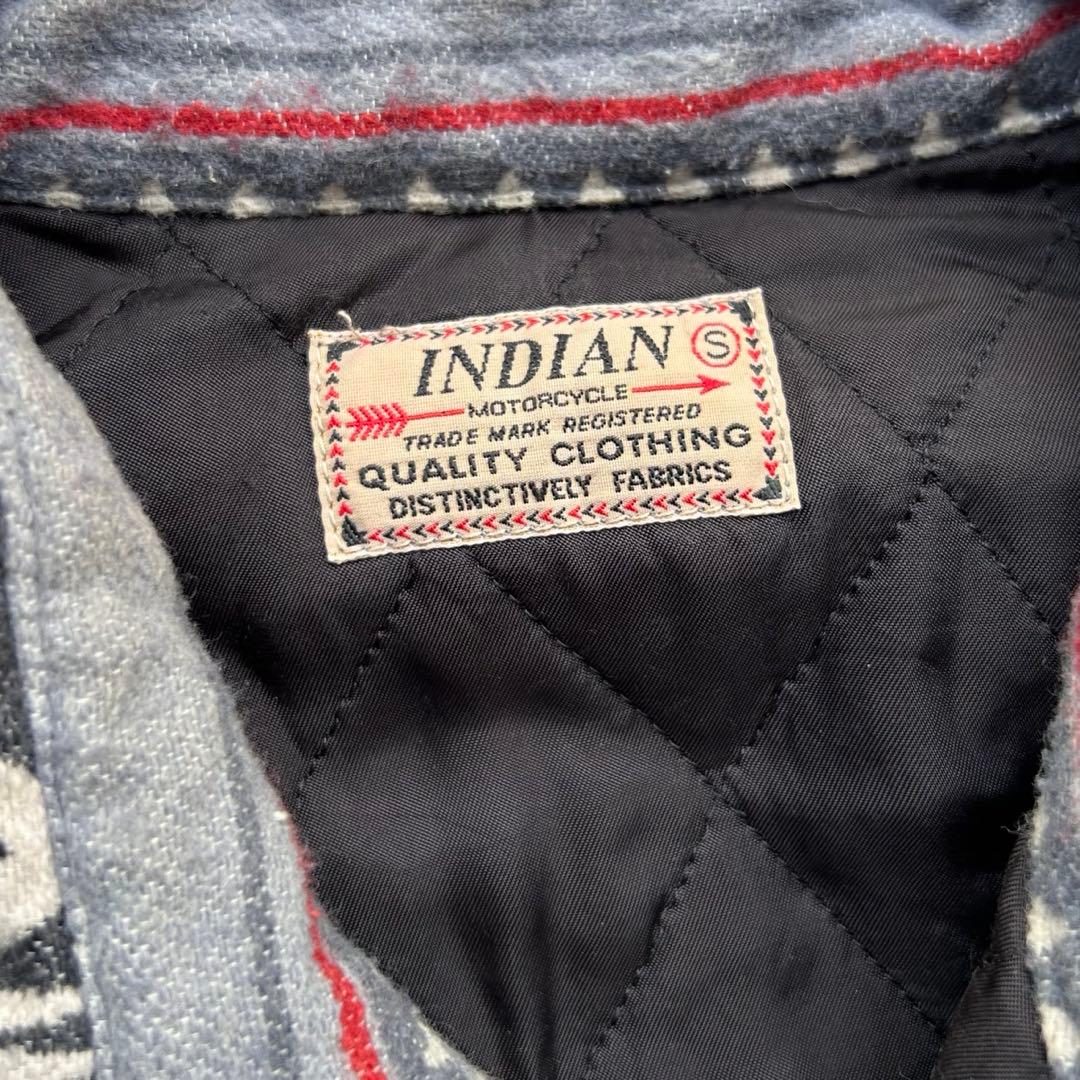 INDIAN S
MOTORCYCLE
TRADE MARK REGISTERED
QUALITY CLOTHING
DISTINCTIVELY FABRICS